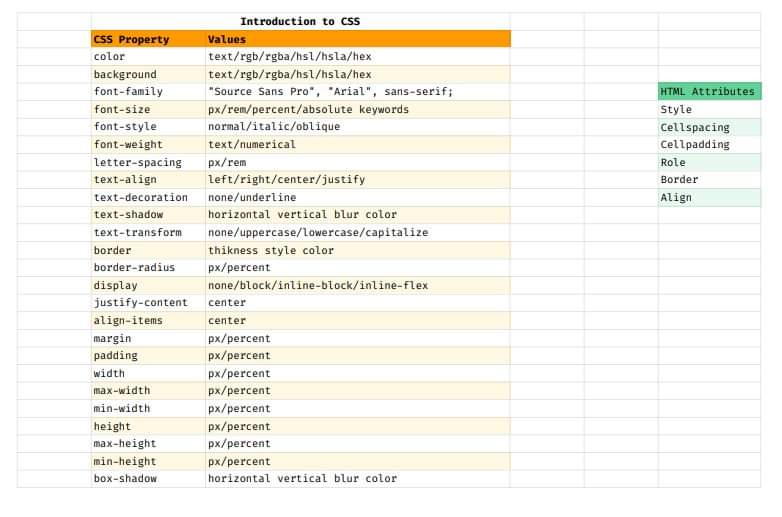 Introduction to CSS
CSS Property Values
color text/rgb/rgba/hsl/hsla/hex
background text/rgb/rgba/hsl/hsla/hex
font-family "Source Sans Pro", "Arial", sans-serif;
font-size px/rem/percent/absolute keywords
font-style normal/italic/oblique
font-weight text/numerical
letter-spacing px/rem
text-align left/right/center/justify
text-decoration none/underline
text-shadow horizontal vertical blur color
text-transform none/uppercase/lowercase/capitalize
border thikness style color
border-radius px/percent
display none/block/inline-block/inline-flex
justify-content center
align-items center
margin px/percent
padding px/percent
width px/percent
max-width px/percent
min-width px/percent
height px/percent
max-height px/percent
min-height px/percent
box-shadow horizontal vertical blur color
HTML Attributes
Style
Cellspacing
Cellpadding
Role
Border
Align